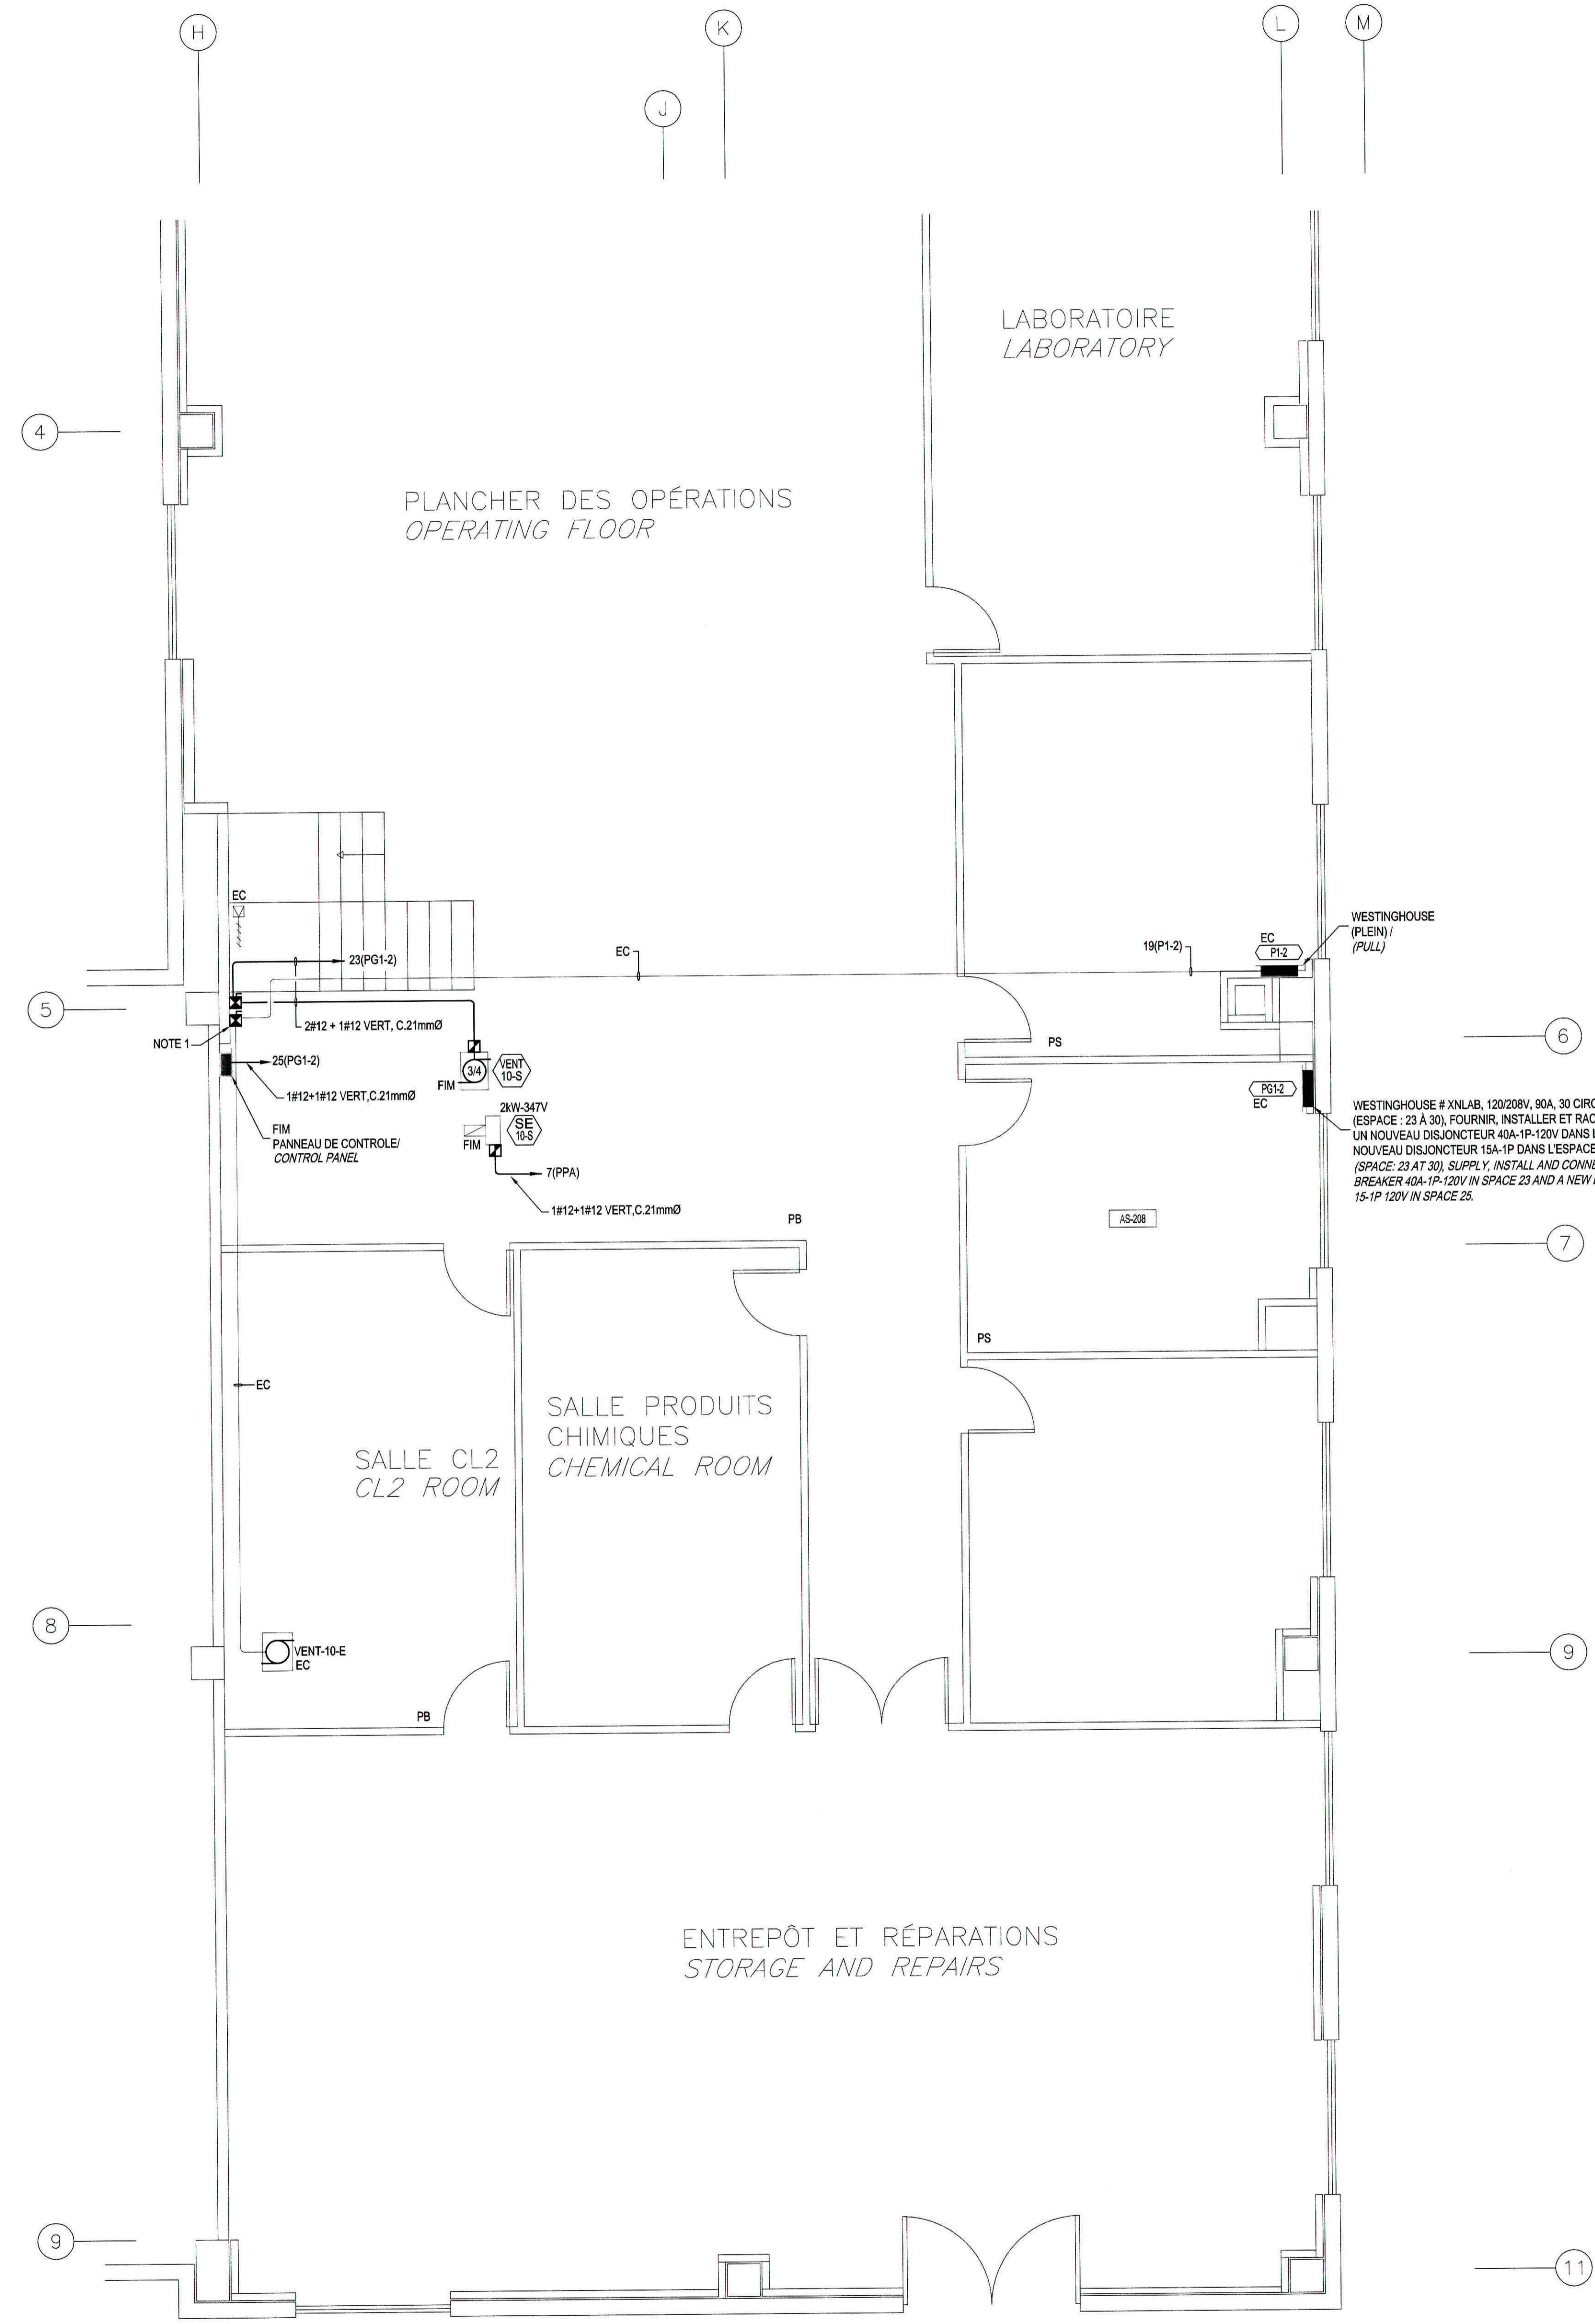 H
K
L
M
J
LABORATOIRE
LABORATORY
4
PLANCHER DES OPÉRATIONS
OPERATING FLOOR
EC
WESTINGHOUSE
(PLEIN) /
(PULL)
EC
P1-2
19(P1-2)
EC
23(PG1-2)
5
2#12 + 1#12 VERT, C.21mmØ
NOTE 1
6
PS
25(PG1-2)
3/4
VENT
10-S
FIM
PG1-2
EC
1#12+1#12 VERT,C.21mmØ
WESTINGHOUSE # XNLAB, 120/208V, 90A, 30 CIRC
(ESPACE : 23 À 30), FOURNIR, INSTALLER ET RAC
UN NOUVEAU DISJONCTEUR 40A-1P-120V DANS L
NOUVEAU DISJONCTEUR 15A-1P DANS L'ESPACE
(SPACE: 23 AT 30), SUPPLY, INSTALL AND CONNE
BREAKER 40A-1P-120V IN SPACE 23 AND A NEW
15-1P 120V IN SPACE 25.
2kW-347V
SE
10-S
FIM
FIM
PANNEAU DE CONTROLE/
CONTROL PANEL
7(PPA)
1#12+1#12 VERT,C.21mmØ
PB
AS-208
7
PS
EC
SALLE PRODUITS
CHIMIQUES
CHEMICAL ROOM
SALLE CL2
CL2 ROOM
8
VENT-10-E
EC
9
PB
ENTREPÔT ET RÉPARATIONS
STORAGE AND REPAIRS
9
11